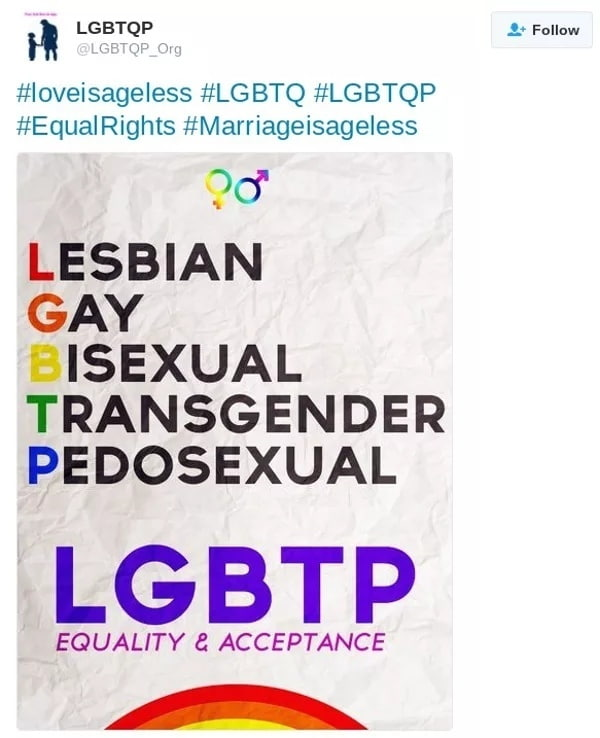 LGBTQP
@LGBTQP_Org
Follow
#loveisageless #LGBTQ #LGBTQP
#EqualRights #Marriageisageless
LESBIAN
GAY
BISEXUAL
TRANSGENDER
PEDOSEXUAL
LGBTP
EQUALITY & ACCEPTANCE